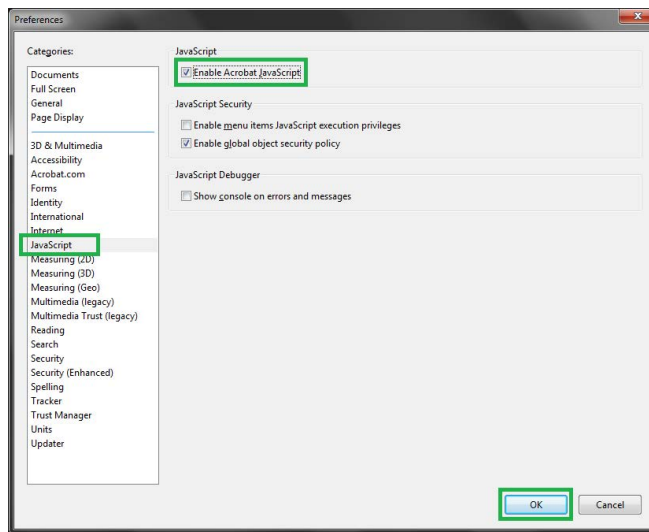 Preferences
x
Categories:
Documents
Full Screen
General
Page Display
3D & Multimedia
Accessibility
Acrobat.com
Forms
Identity
International
Internet
JavaScript
Measuring (2D)
Measuring (3D)
Measuring (Geo)
Multimedia (legacy)
Multimedia Trust (legacy)
Reading
Search
Security
Security (Enhanced)
Spelling
Tracker
Trust Manager
Units
Updater
JavaScript
Enable Acrobat JavaScript
JavaScript Security
Enable menu items JavaScript execution privileges
Enable global object security policy
JavaScript Debugger
Show console on errors and messages
OK
Cancel